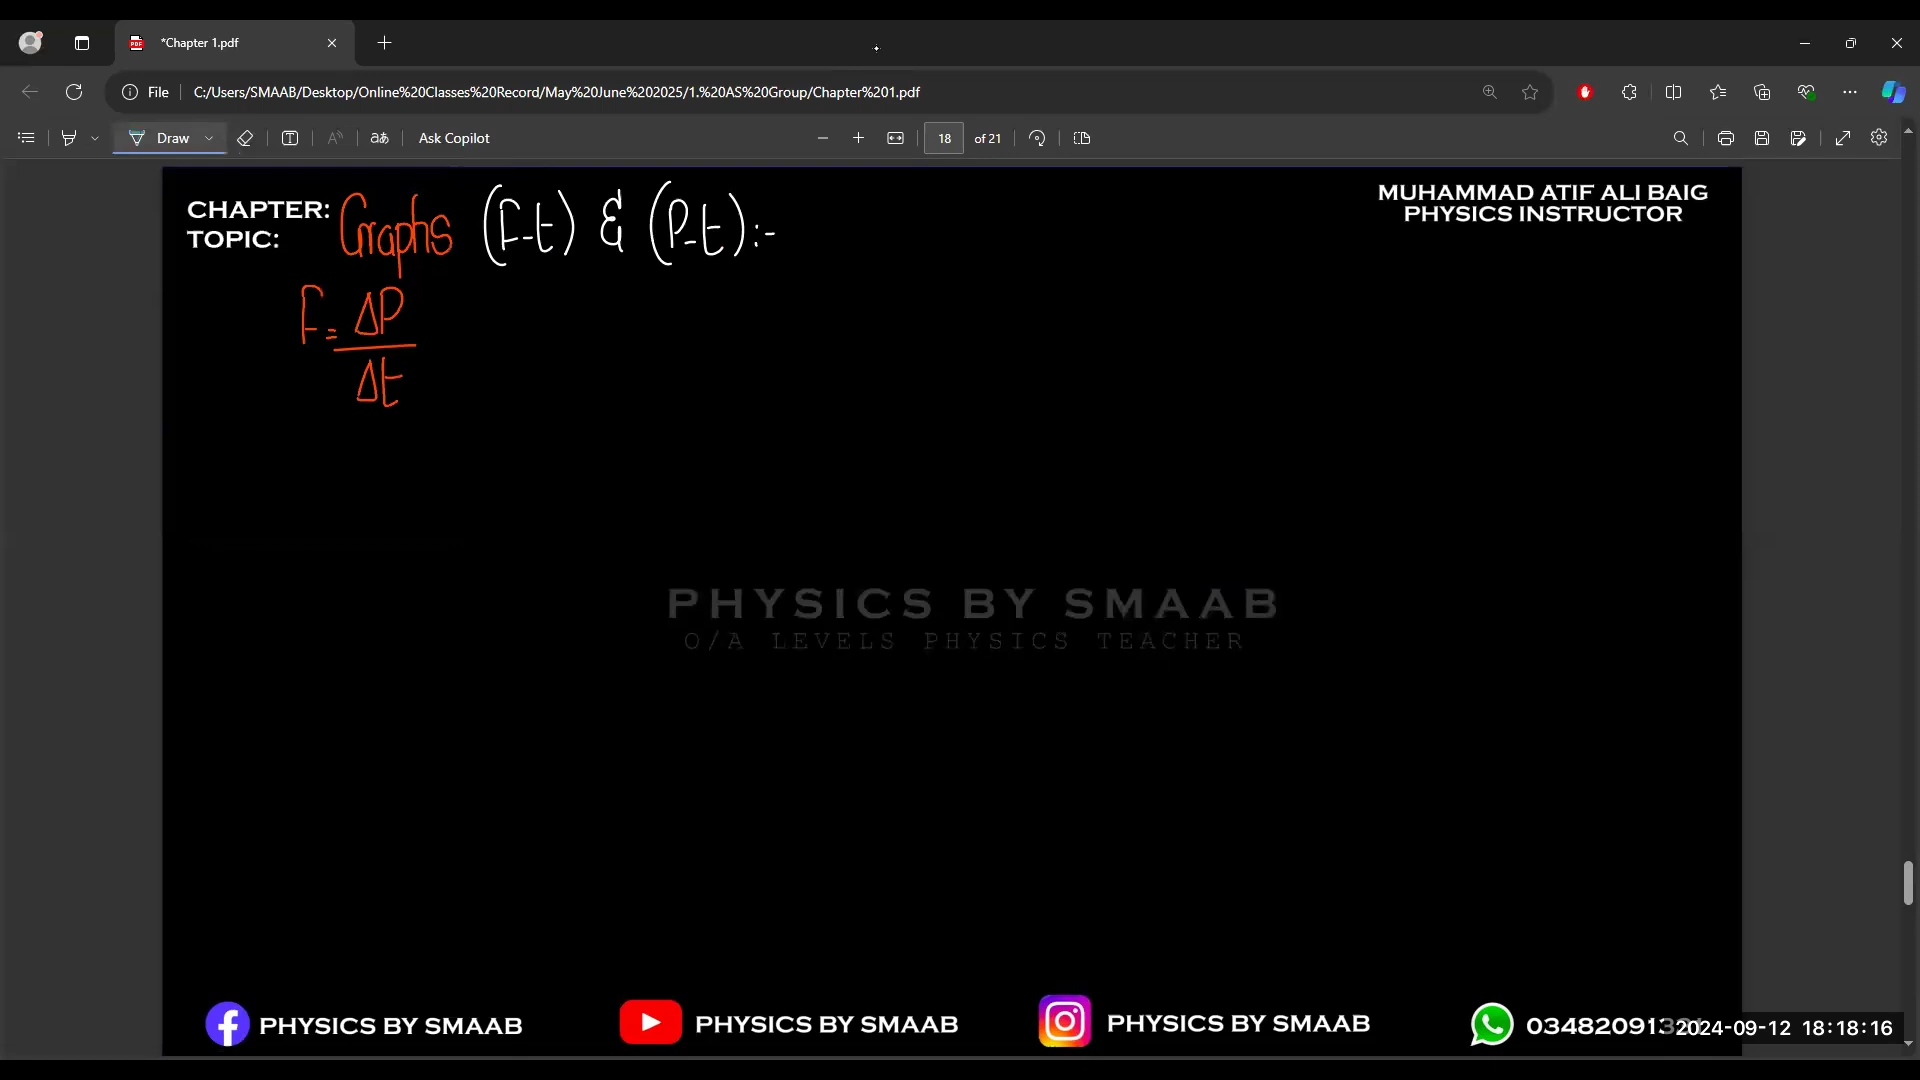 *Chapter 1.pdf
File C:/Users/SMAAB/Desktop/Online%20Classes%20Record/May%20June%202025/1.%20AS%20Group/Chapter%201.pdf
Draw Ask Copilot 18 of 21
CHAPTER: Graphs (F-t) & (P-t):-
TOPIC:
MUHAMMAD ATIF ALI BAIG
PHYSICS INSTRUCTOR
F = ΔP
Δt
PHYSICS BY SMAAB
O/A LEVELS PHYSICS TEACHER
PHYSICS BY SMAAB PHYSICS BY SMAAB PHYSICS BY SMAAB 03482091 2024-09-12 18:18:16